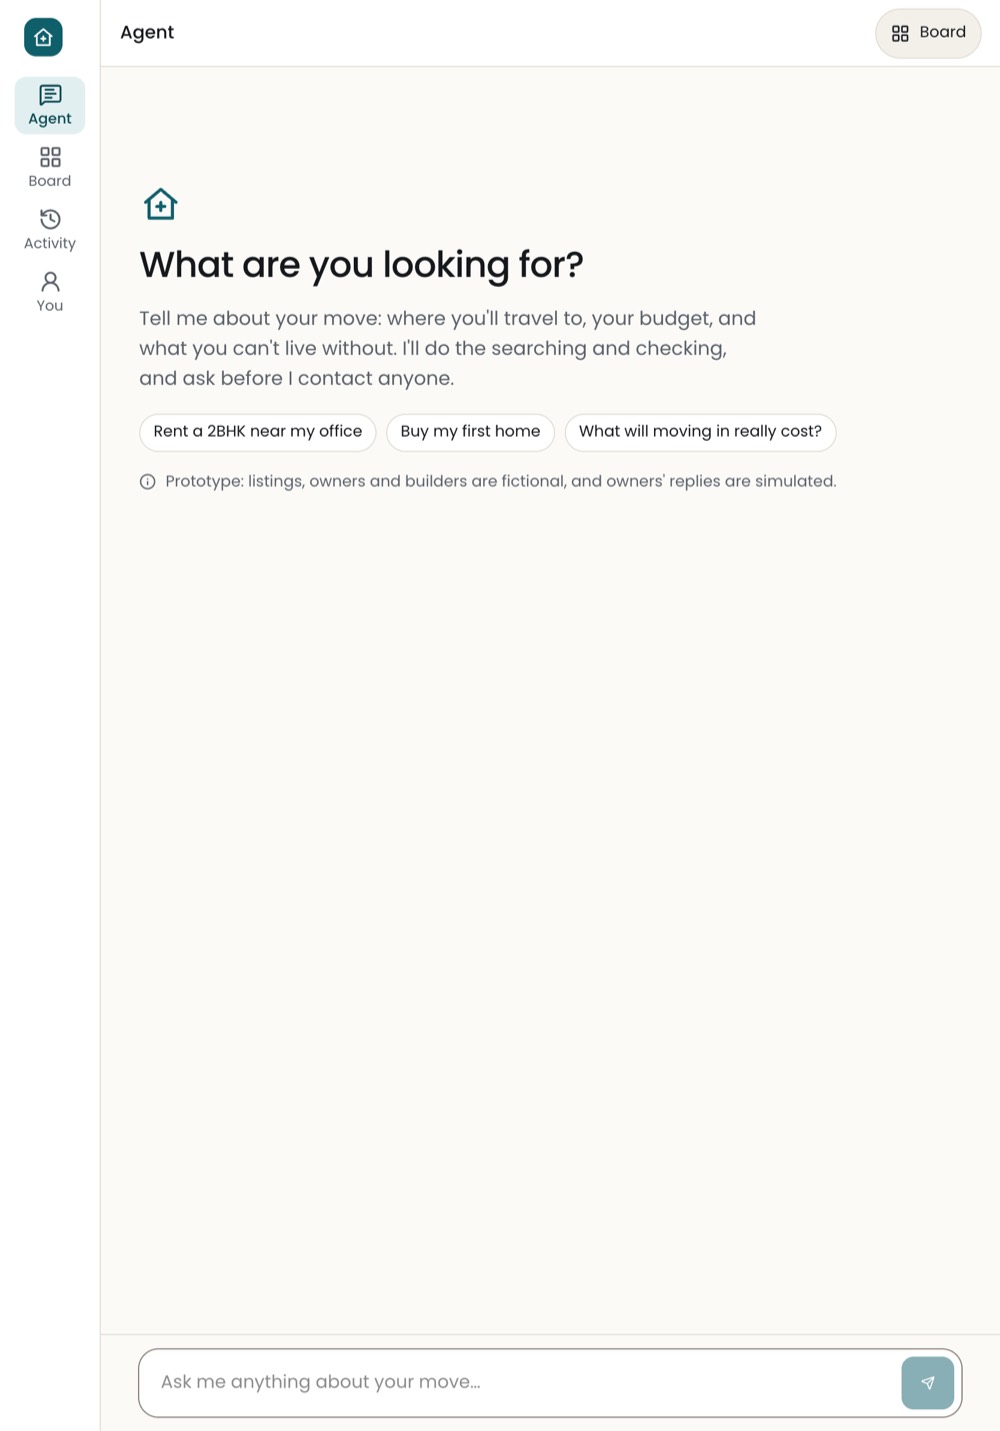 Agent
Board
Agent
Board
Activity
You
What are you looking for?
Tell me about your move: where you'll travel to, your budget, and
what you can't live without. I'll do the searching and checking,
and ask before I contact anyone.
Rent a 2BHK near my office
Buy my first home
What will moving in really cost?
Prototype: listings, owners and builders are fictional, and owners' replies are simulated.
Ask me anything about your move...